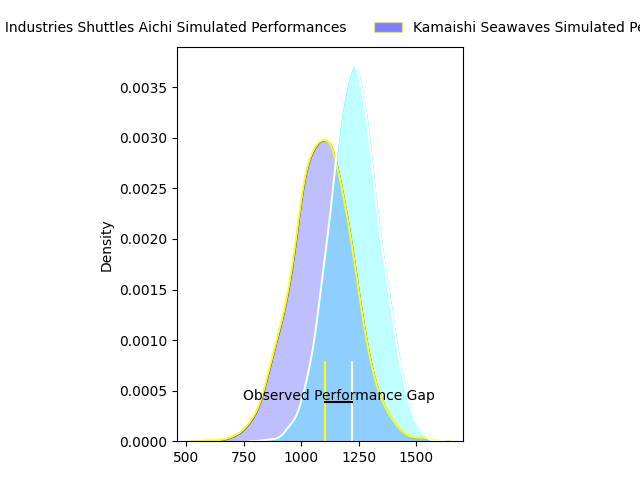 Industries Shuttles Aichi Simulated Performances
Kamaishi Seawaves Simulated
0.0035
0.0030
0.0025
0.0020
0.0015
0.0010
0.0005
0.0000
Density
Observed Performance Gap
500 750 1000 1250 1500